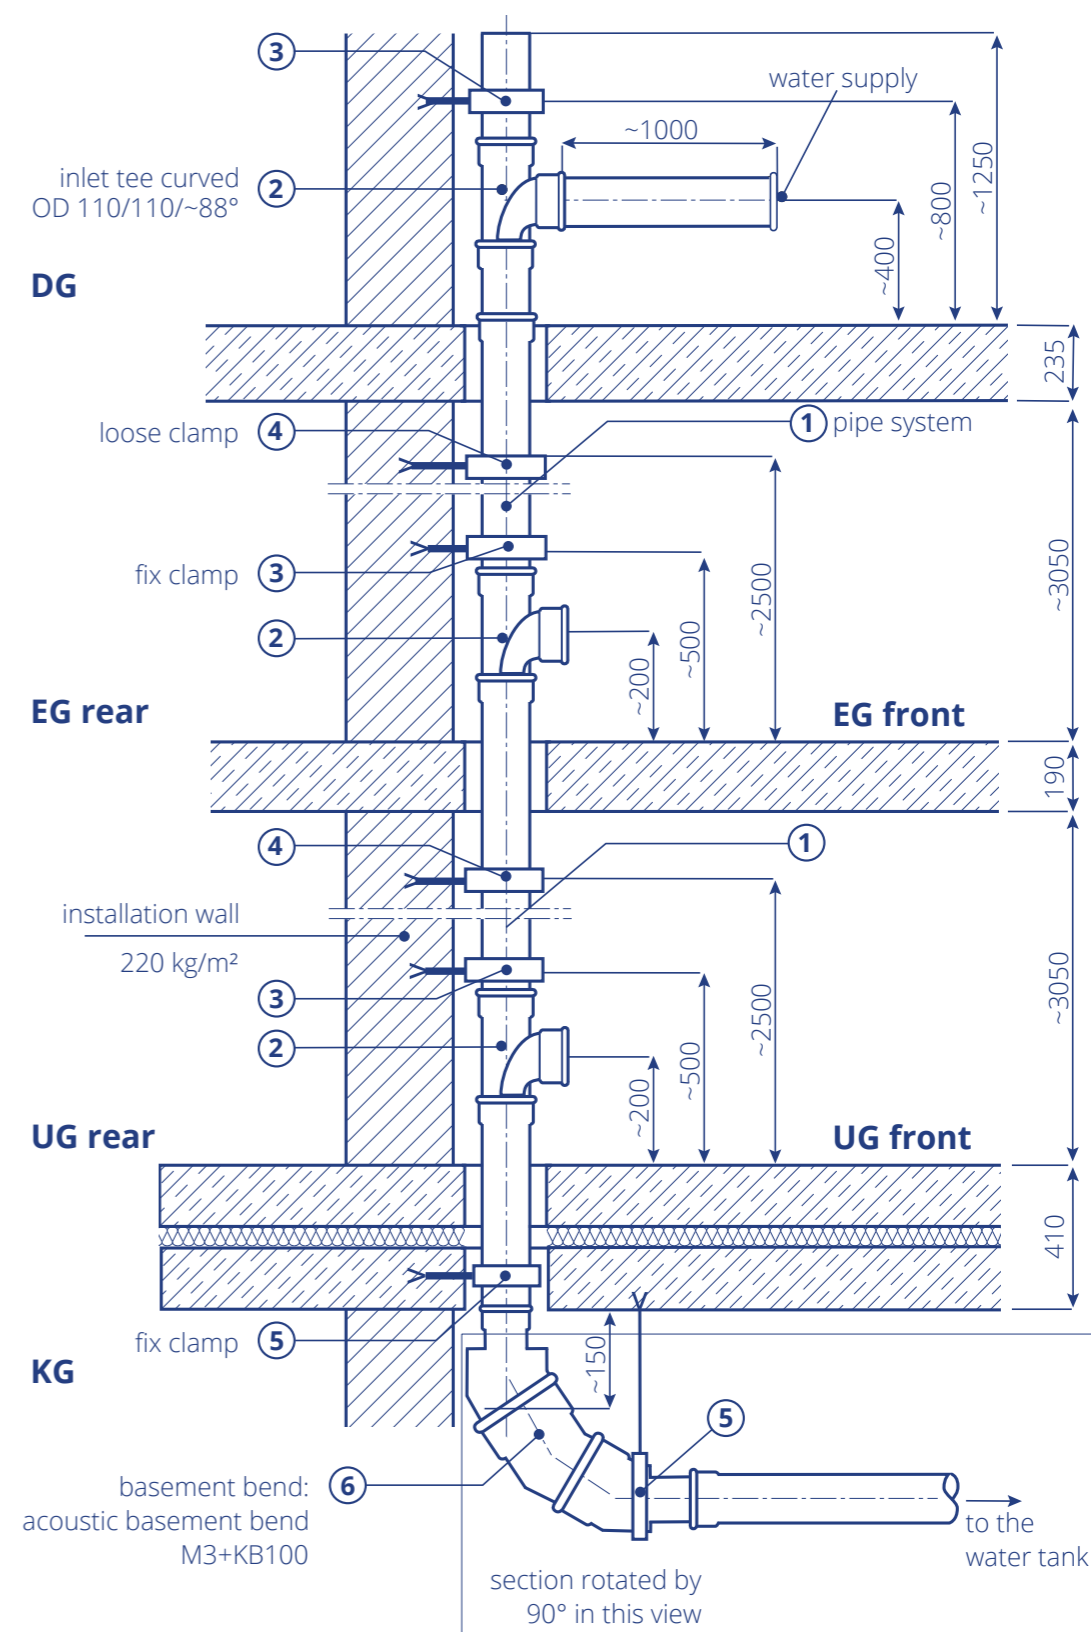 3
water supply
~1000
inlet tee curved
OD 110/110/~88°
2
~400
~800
~1250
DG
235
loose clamp
4
1
pipe system
fix clamp
3
2
~200
~500
~2500
~3050
EG rear
EG front
190
4
1
installation wall
220 kg/m²
3
2
~200
~500
~2500
~3050
UG rear
UG front
410
fix clamp
5
~150
KG
5
basement bend:
acoustic basement bend
M3+KB100
6
to the
water tank
section rotated by
90° in this view